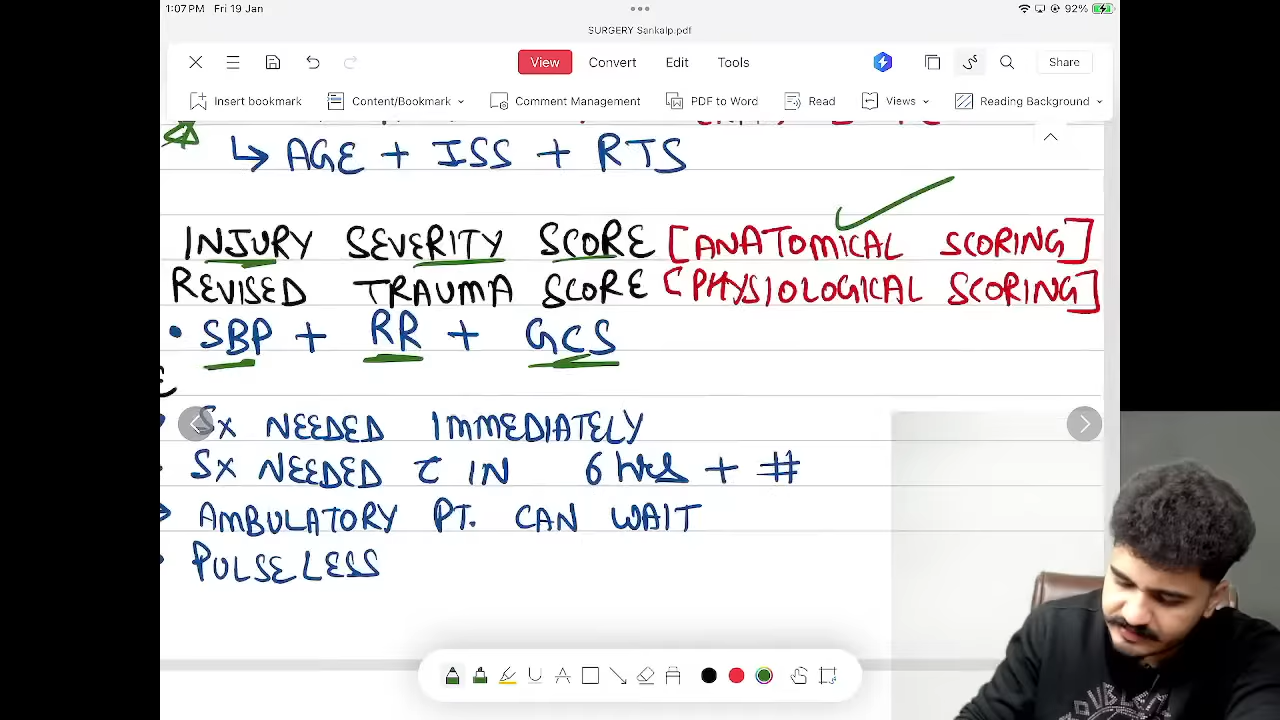 1:07 PM Fri 19 Jan
92%
SURGERY Sankalp.pdf
View Convert Edit Tools
Share
Insert bookmark Content/Bookmark Comment Management PDF to Word Read Views Reading Background
↳ AGE + ISS + RTS
INJURY SEVERITY SCORE [ANATOMICAL SCORING]
REVISED TRAUMA SCORE [PHYSIOLOGICAL SCORING]
• SBP + RR + GCS
Sx NEEDED IMMEDIATELY
Sx NEEDED c IN 6 hrs + #
AMBULATORY PT. CAN WAIT
PULSELESS